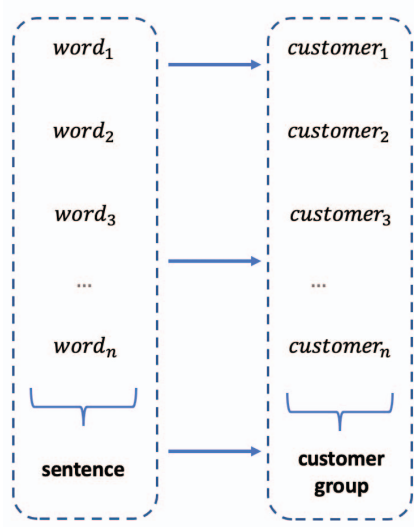 word₁ customer₁
word₂ customer₂
word₃ customer₃
... ...
wordₙ customerₙ
sentence customer
group